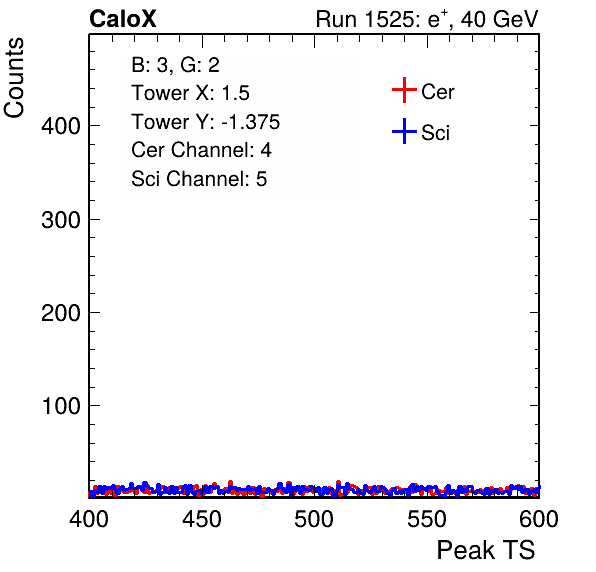 CaloX Run 1525: e+, 40 GeV
Counts
B: 3, G: 2
Tower X: 1.5
Tower Y: -1.375
Cer Channel: 4
Sci Channel: 5
Cer
Sci
400
300
200
100
400 450 500 550 600
Peak TS